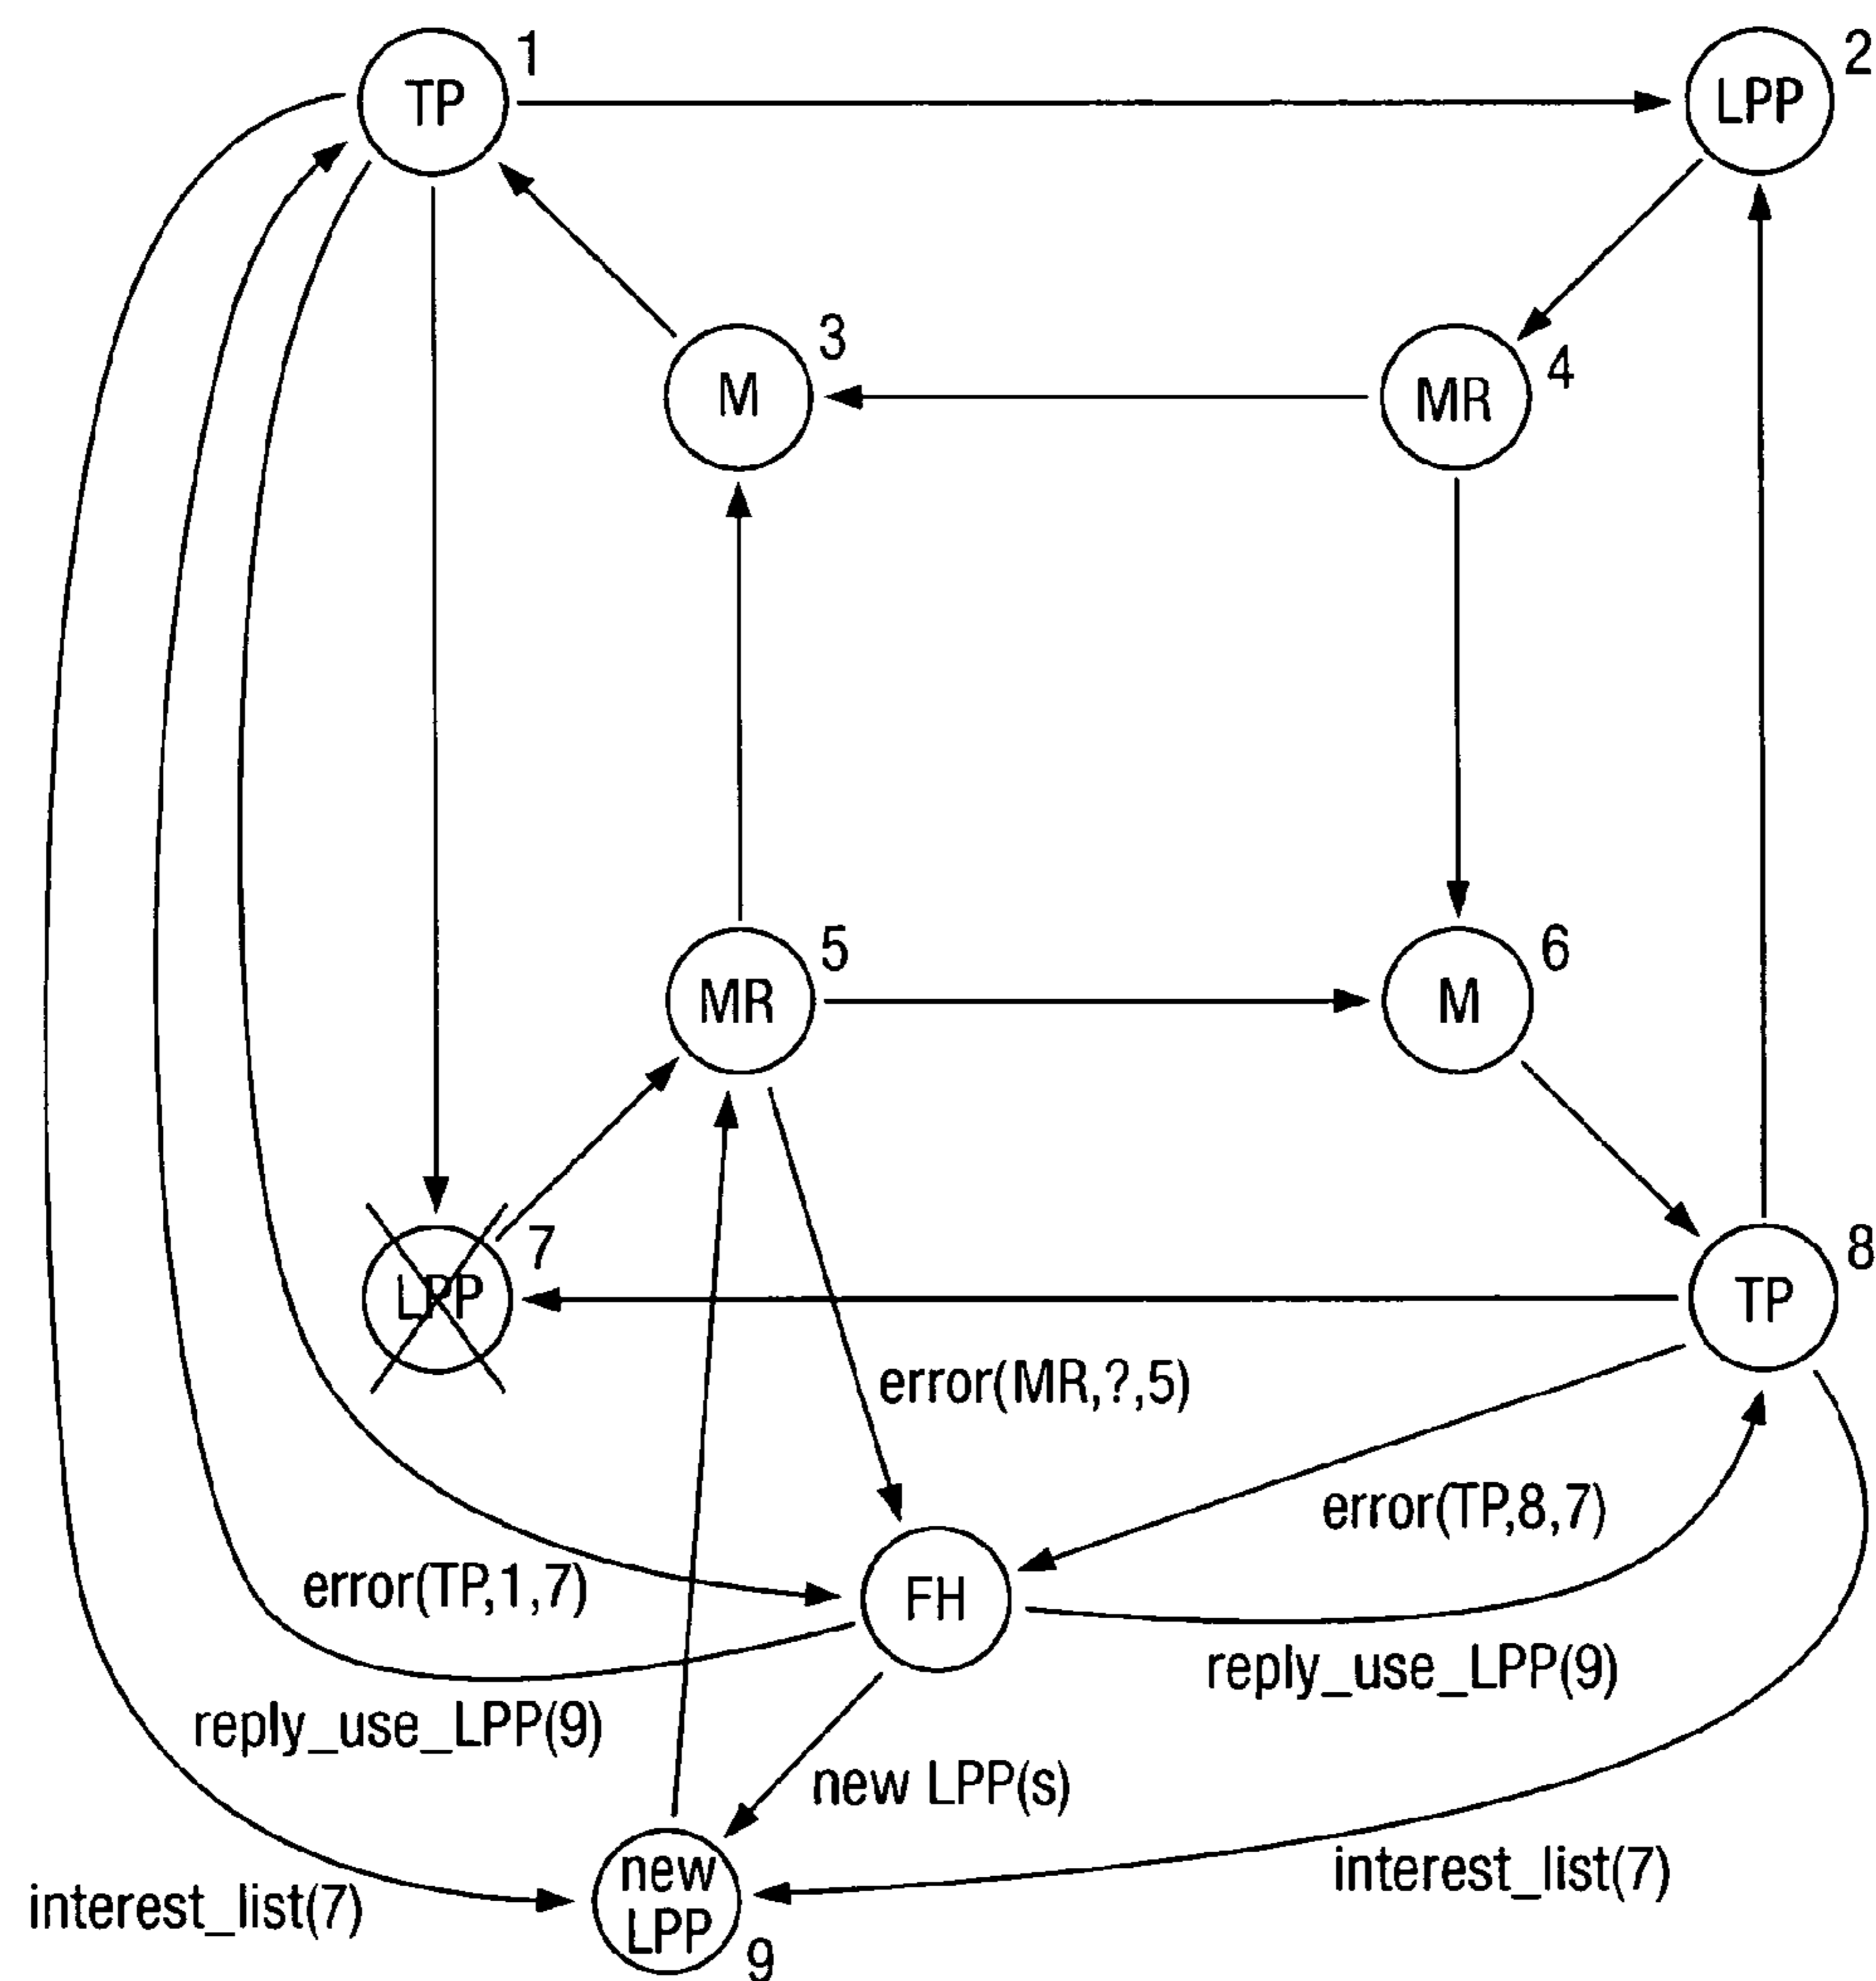 TP
1
LPP
2
M
3
MR
4
MR
5
M
6
LPP
7
TP
8
error(MR,?,5)
error(TP,8,7)
error(TP,1,7)
FH
reply_use_LPP(9)
reply_use_LPP(9)
new LPP(s)
interest_list(7)
interest_list(7)
new
LPP
9